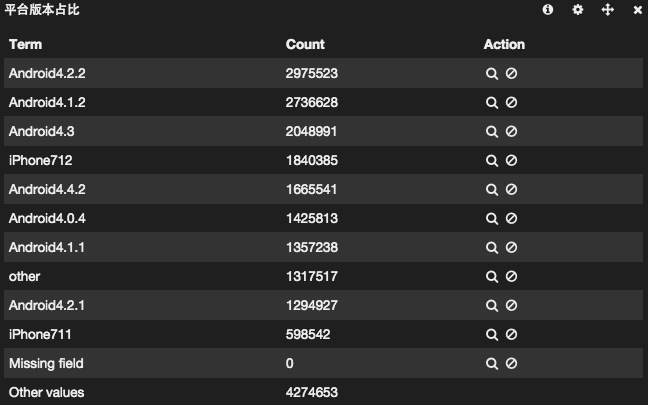 平台版本占比
Term Count Action
Android4.2.2 2975523
Android4.1.2 2736628
Android4.3 2048991
iPhone712 1840385
Android4.4.2 1665541
Android4.0.4 1425813
Android4.1.1 1357238
other 1317517
Android4.2.1 1294927
iPhone711 598542
Missing field 0
Other values 4274653